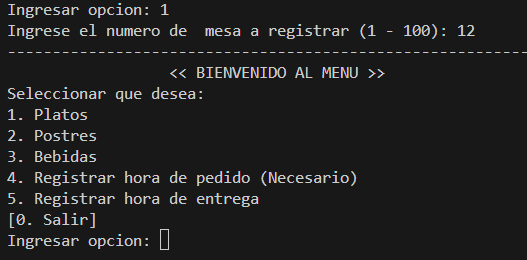 Ingresar opcion: 1
Ingrese el numero de  mesa a registrar (1 - 100): 12
------------------------------------------------------------
<< BIENVENIDO AL MENU >>
Seleccionar que desea:
1. Platos
2. Postres
3. Bebidas
4. Registrar hora de pedido (Necesario)
5. Registrar hora de entrega
[0. Salir]
Ingresar opcion: